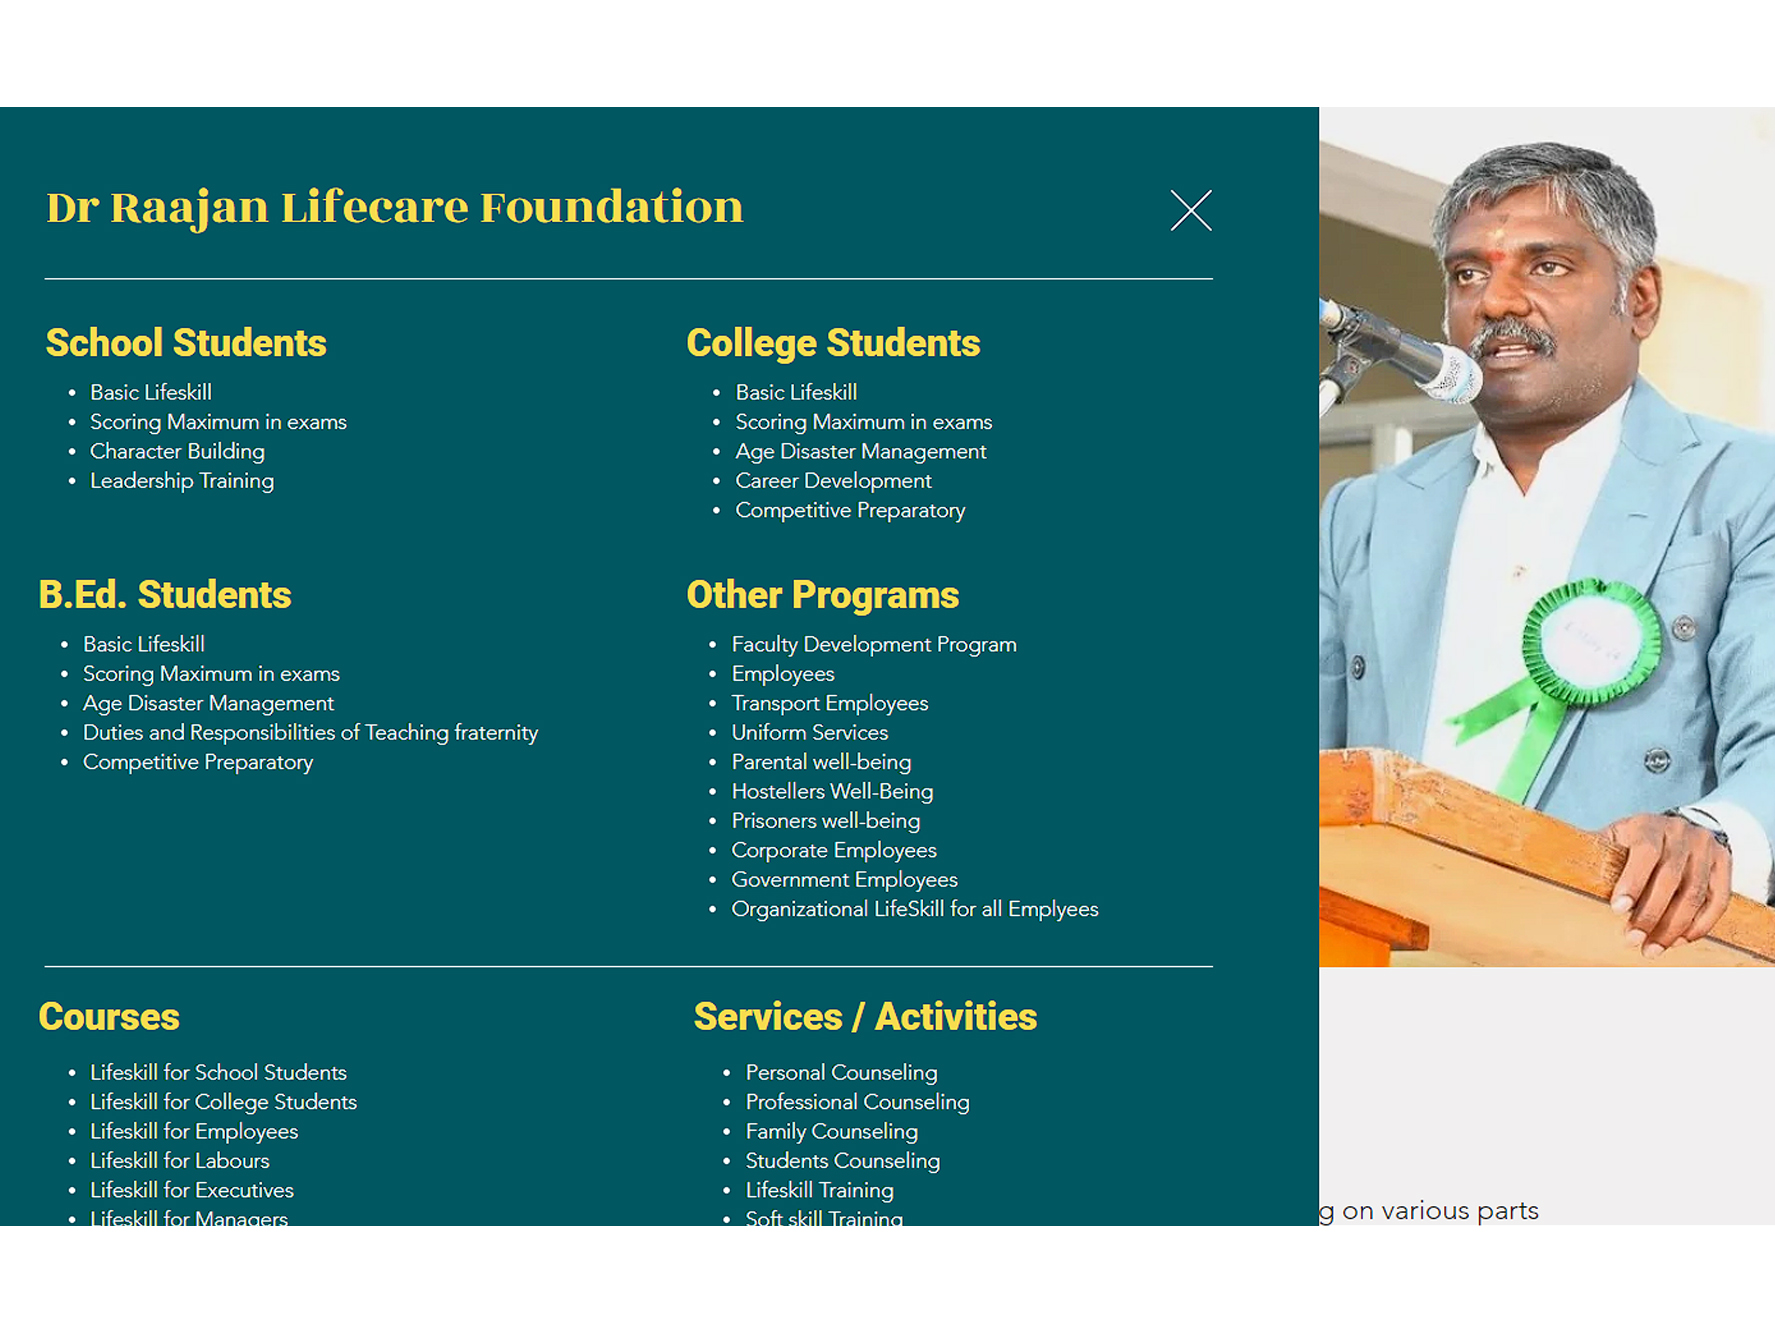 Dr Raajan Lifecare Foundation
School Students
Basic Lifeskill
Scoring Maximum in exams
Character Building
Leadership Training
College Students
Basic Lifeskill
Scoring Maximum in exams
Age Disaster Management
Career Development
Competitive Preparatory
B.Ed. Students
Basic Lifeskill
Scoring Maximum in exams
Age Disaster Management
Duties and Responsibilities of Teaching fraternity
Competitive Preparatory
Other Programs
Faculty Development Program
Employees
Transport Employees
Uniform Services
Parental well-being
Hostellers Well-Being
Prisoners well-being
Corporate Employees
Government Employees
Organizational LifeSkill for all Emplyees
Courses
Lifeskill for School Students
Lifeskill for College Students
Lifeskill for Employees
Lifeskill for Labours
Lifeskill for Executives
Lifeskill for Managers
Services / Activities
Personal Counseling
Professional Counseling
Family Counseling
Students Counseling
Lifeskill Training
Soft skill Training
g on various parts